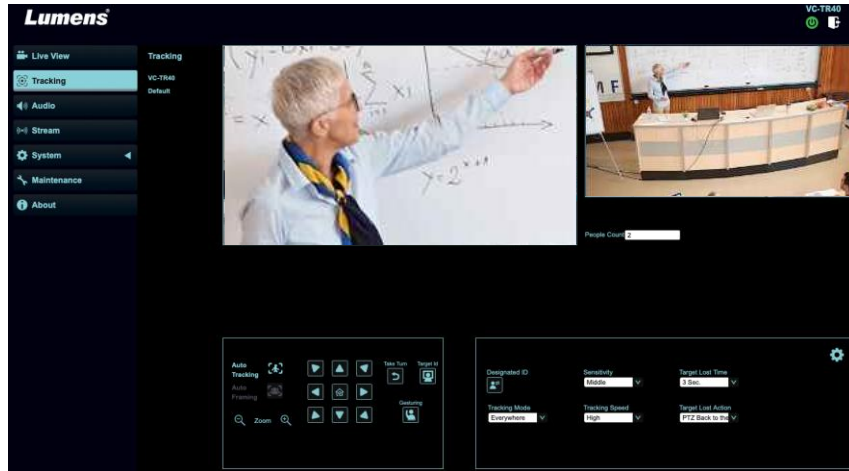 Lumens
VC-TR40
Live View
Tracking
Audio
Stream
System
Maintenance
About
Tracking
VC-TR40
Default
y=2^x+1
People Count 2
Auto
Tracking
Auto
Framing
Zoom
Take Turn
Target Id
Gesturing
Designated ID
Sensitivity
Middle
Target Lost Time
3 Sec.
Tracking Mode
Everywhere
Tracking Speed
High
Target Lost Action
PTZ Back to the